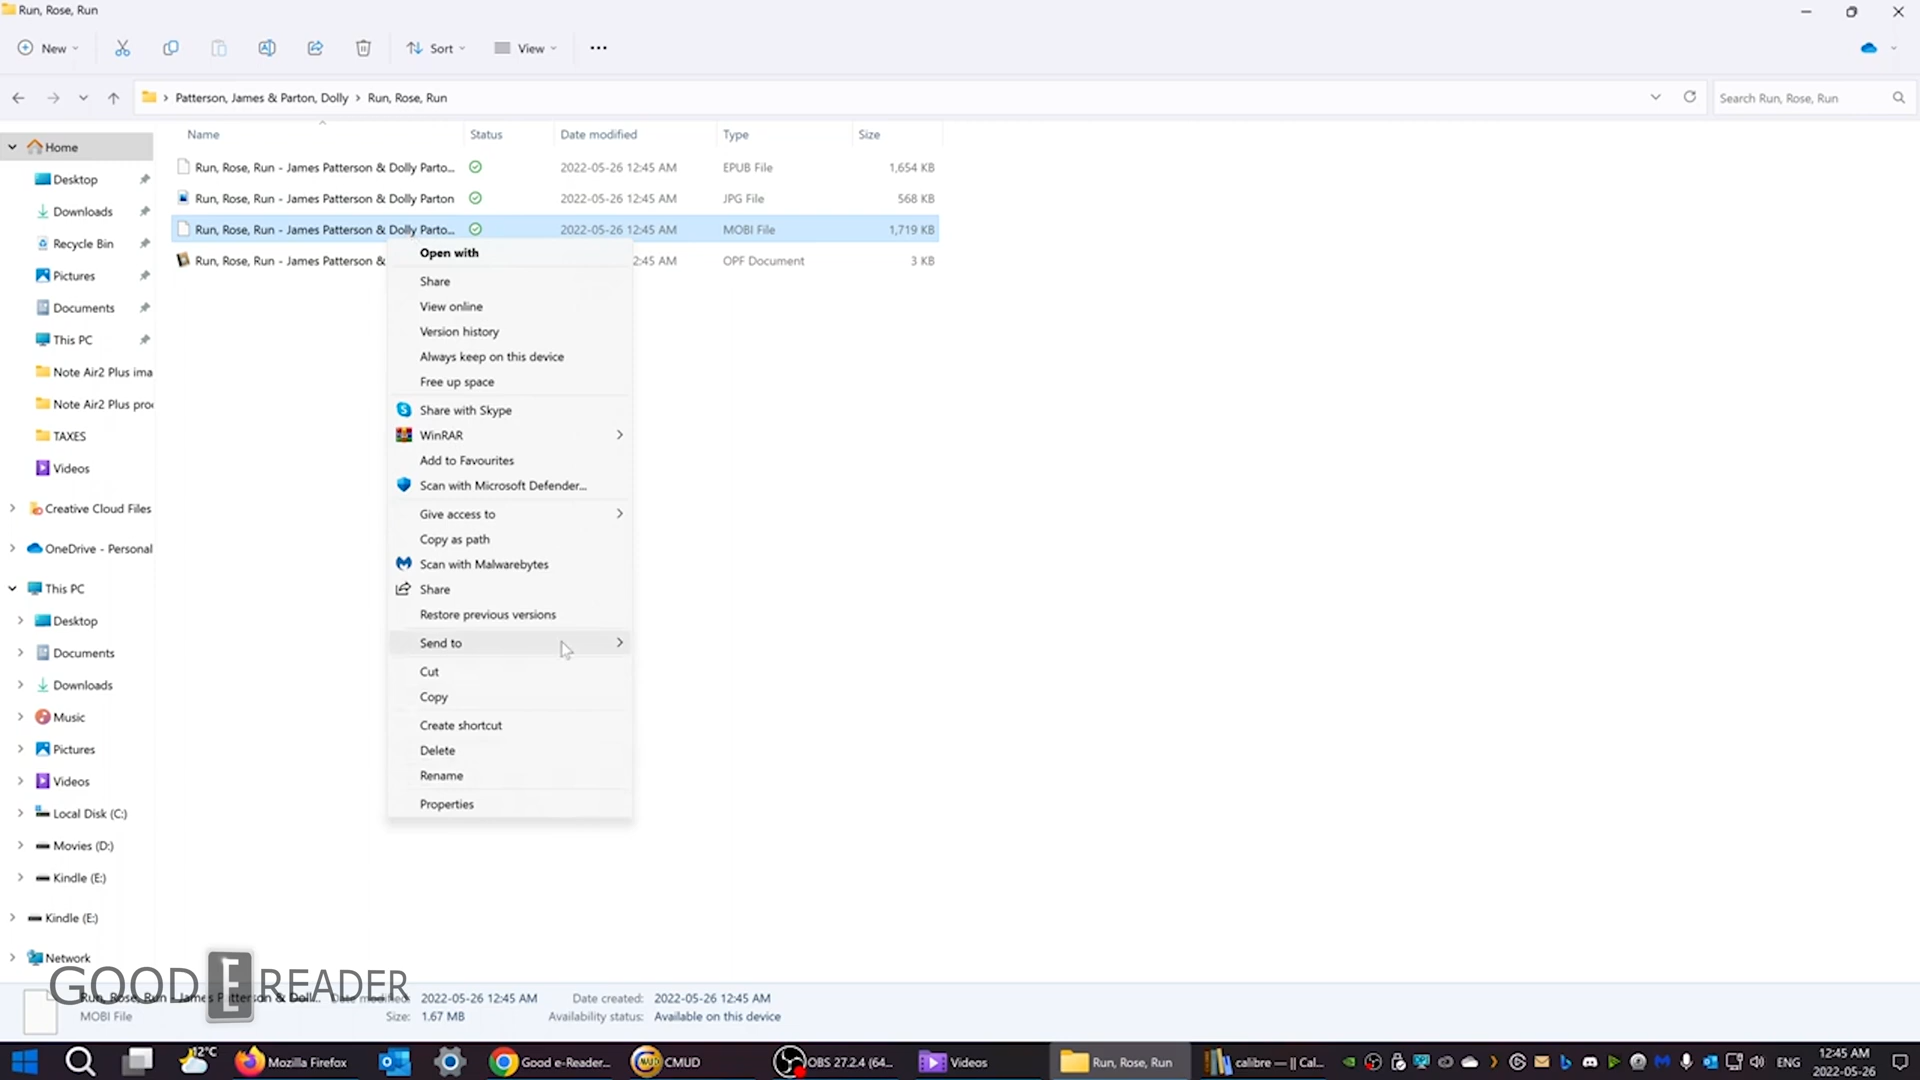 Run, Rose, Run
New
Sort
View
Patterson, James & Parton, Dolly > Run, Rose, Run
Search Run, Rose, Run
Name Status Date modified Type Size
Run, Rose, Run - James Patterson & Dolly Parto... 2022-05-26 12:45 AM EPUB File 1,654 KB
Run, Rose, Run - James Patterson & Dolly Parton 2022-05-26 12:45 AM JPG File 568 KB
Run, Rose, Run - James Patterson & Dolly Parto... 2022-05-26 12:45 AM MOBI File 1,719 KB
Run, Rose, Run - James Patterson & 2:45 AM OPF Document 3 KB
Home
Desktop
Downloads
Recycle Bin
Pictures
Documents
This PC
Note Air2 Plus ima
Note Air2 Plus pro
TAXES
Videos
Creative Cloud Files
OneDrive - Personal
This PC
Desktop
Documents
Downloads
Music
Pictures
Videos
Local Disk (C:)
Movies (D:)
Kindle (E:)
Kindle (E:)
Network
Open with
Share
View online
Version history
Always keep on this device
Free up space
Share with Skype
WinRAR
Add to Favourites
Scan with Microsoft Defender...
Give access to
Copy as path
Scan with Malwarebytes
Share
Restore previous versions
Send to
Cut
Copy
Create shortcut
Delete
Rename
Properties
GOOD E READER
Run, Rose, Run - James Patterson & Doll... Date modified: 2022-05-26 12:45 AM Date created: 2022-05-26 12:45 AM
MOBI File Size: 1.67 MB Availability status: Available on this device
12°C Mozilla Firefox Good e-Reader... CMUD OBS 27.2.4 (64... Videos Run, Rose, Run calibre — || Cal... ENG 12:45 AM
2022-05-26